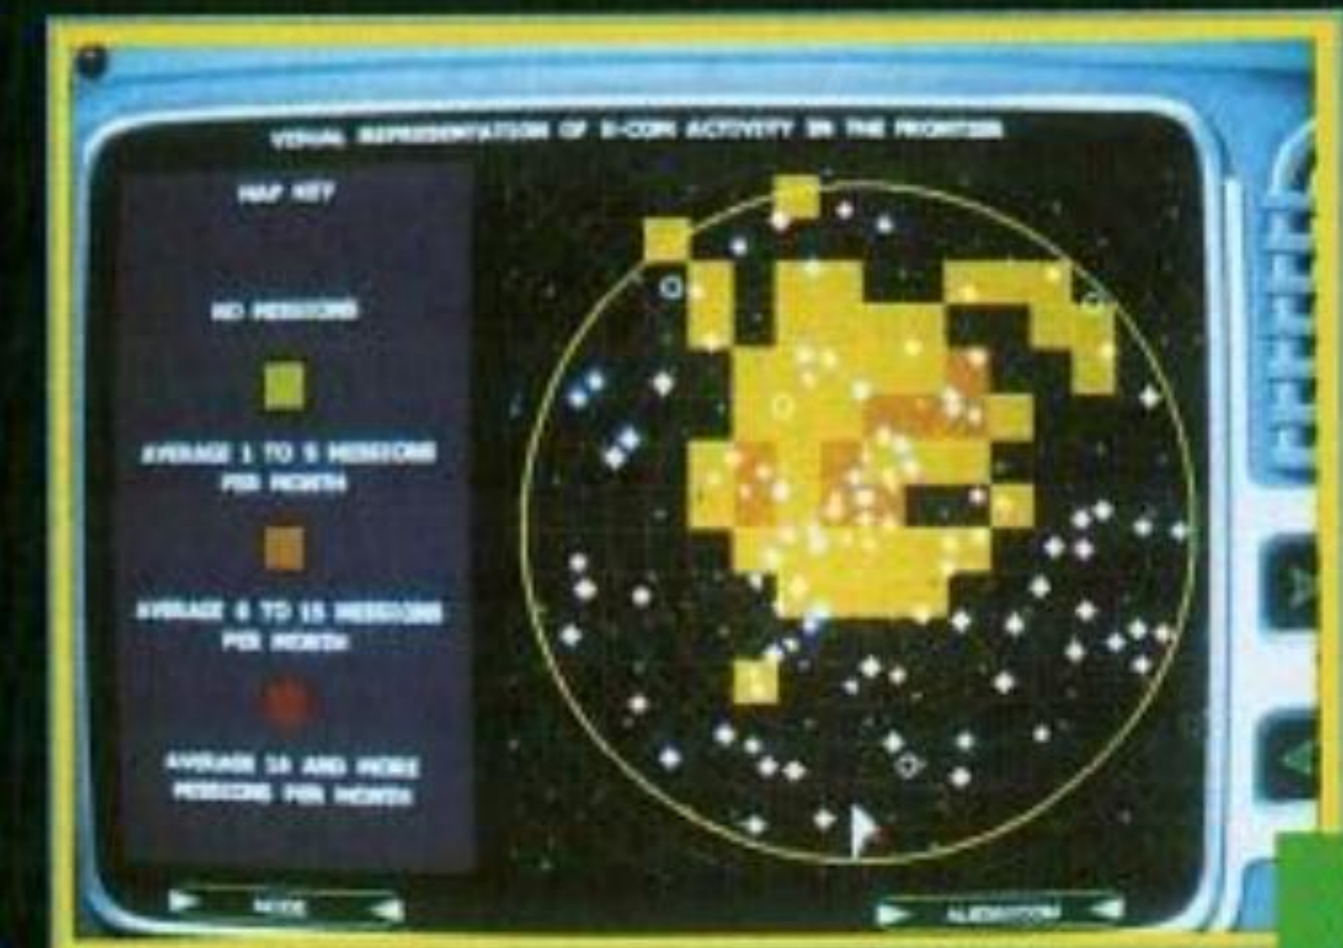 VISUAL REPRESENTATION OF X-COM ACTIVITY IN THE FRONTIER
MAP KEY
NO MISSIONS
AVERAGE 1 TO 5 MISSIONS
PER MONTH
AVERAGE 6 TO 15 MISSIONS
PER MONTH
AVERAGE 16 AND MORE
MISSIONS PER MONTH
MODE